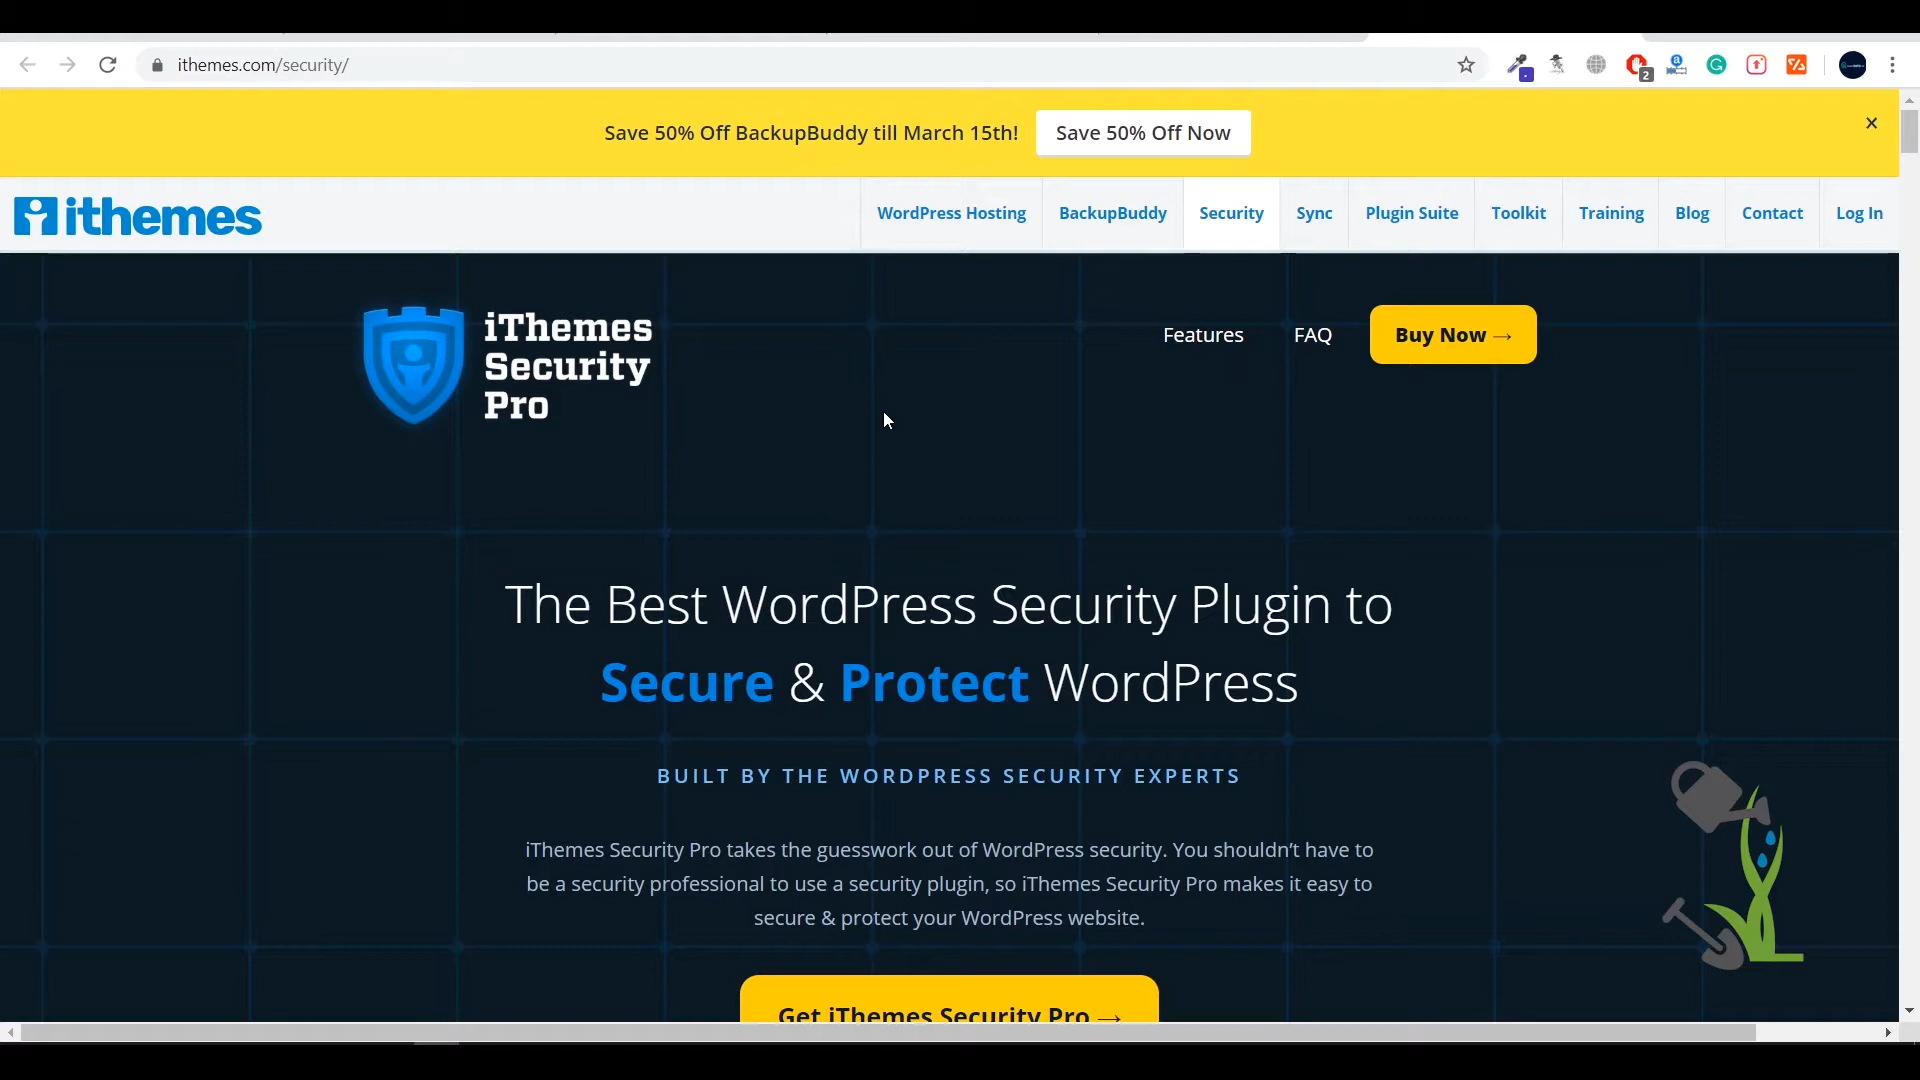 ithemes.com/security/
2
a
Save 50% Off BackupBuddy till March 15th! Save 50% Off Now ×
ithemes WordPress Hosting BackupBuddy Security Sync Plugin Suite Toolkit Training Blog Contact Log In
iThemes
Security
Pro
Features FAQ Buy Now →
The Best WordPress Security Plugin to
Secure & Protect WordPress
BUILT BY THE WORDPRESS SECURITY EXPERTS
iThemes Security Pro takes the guesswork out of WordPress security. You shouldn’t have to
be a security professional to use a security plugin, so iThemes Security Pro makes it easy to
secure & protect your WordPress website.
Get iThemes Security Pro →